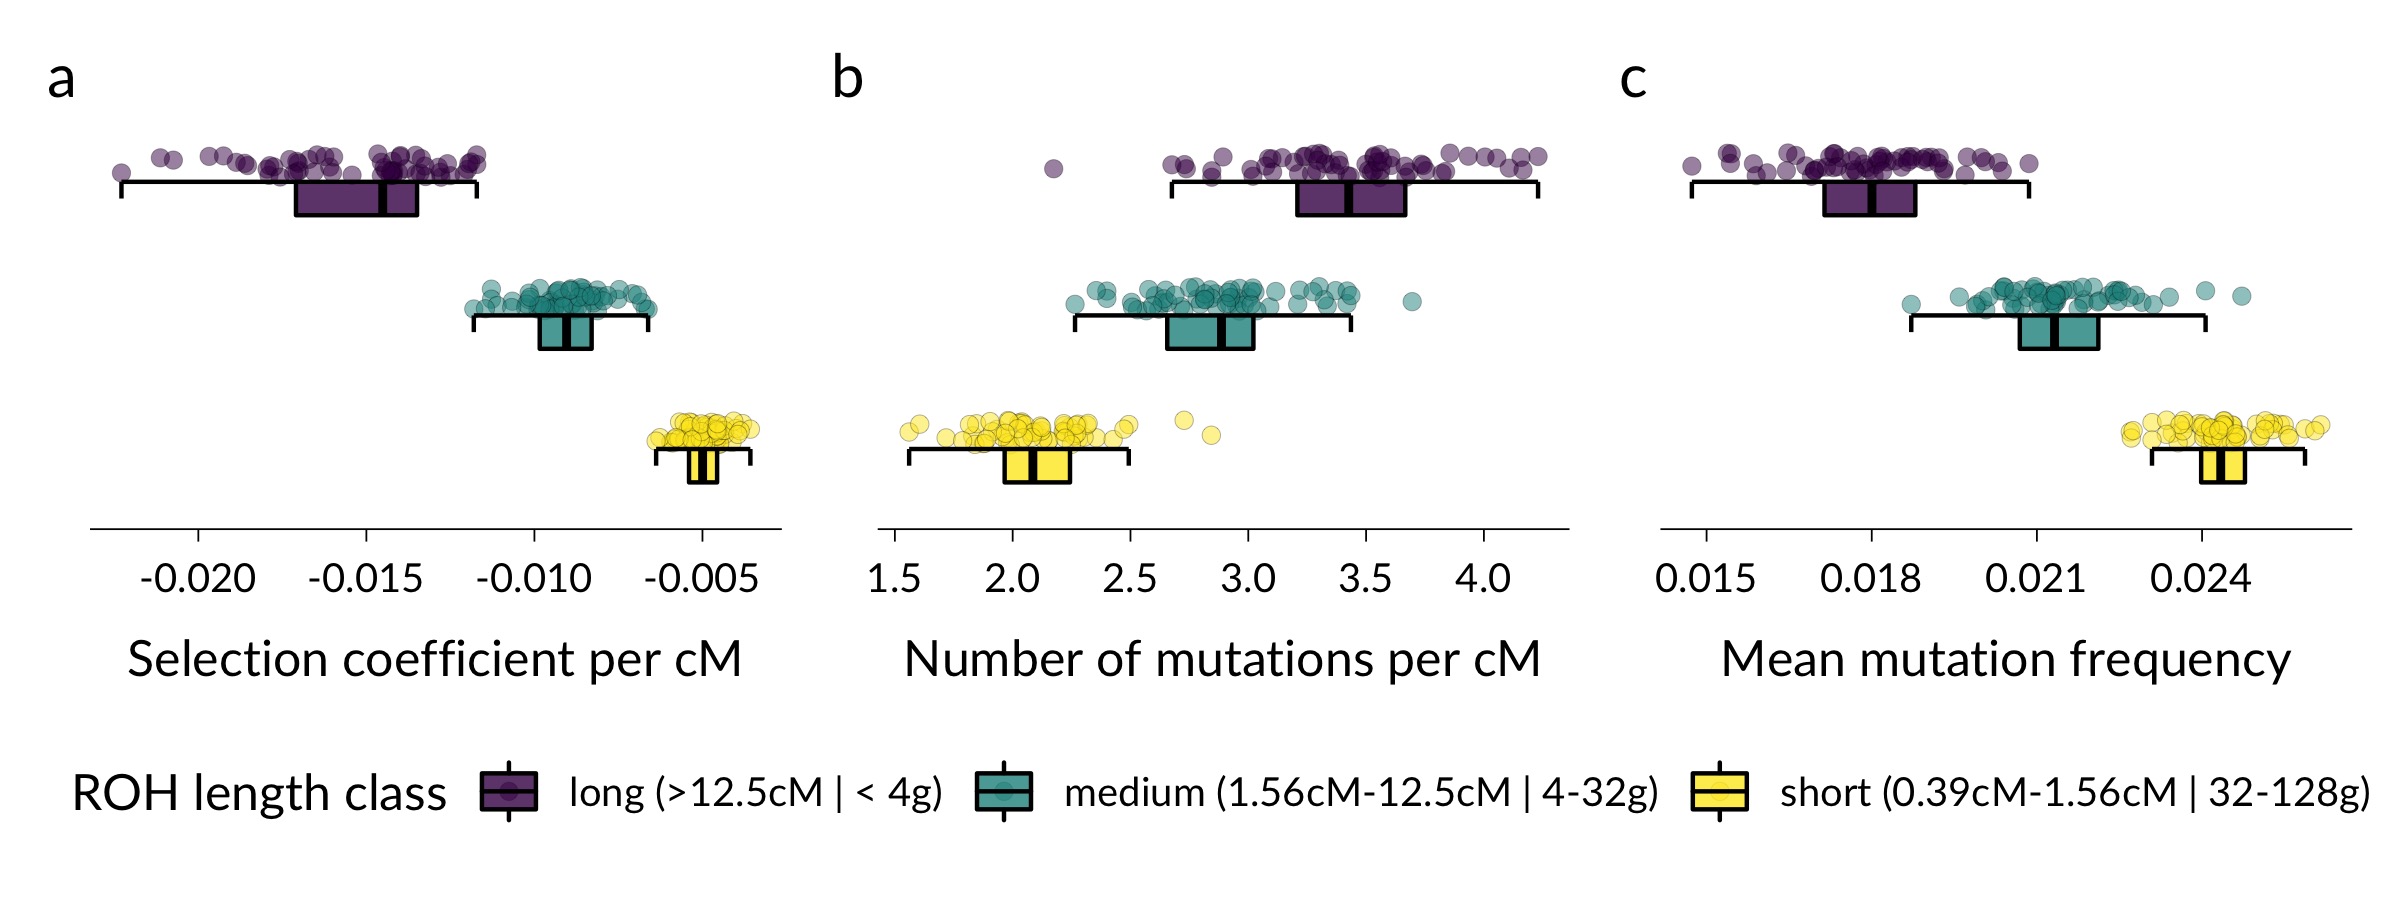 a b c
-0.020 -0.015 -0.010 -0.005 1.5 2.0 2.5 3.0 3.5 4.0 0.015 0.018 0.021 0.024
Selection coefficient per cM Number of mutations per cM Mean mutation frequency
ROH length class long (>12.5cM | < 4g) medium (1.56cM-12.5cM | 4-32g) short (0.39cM-1.56cM | 32-128g)